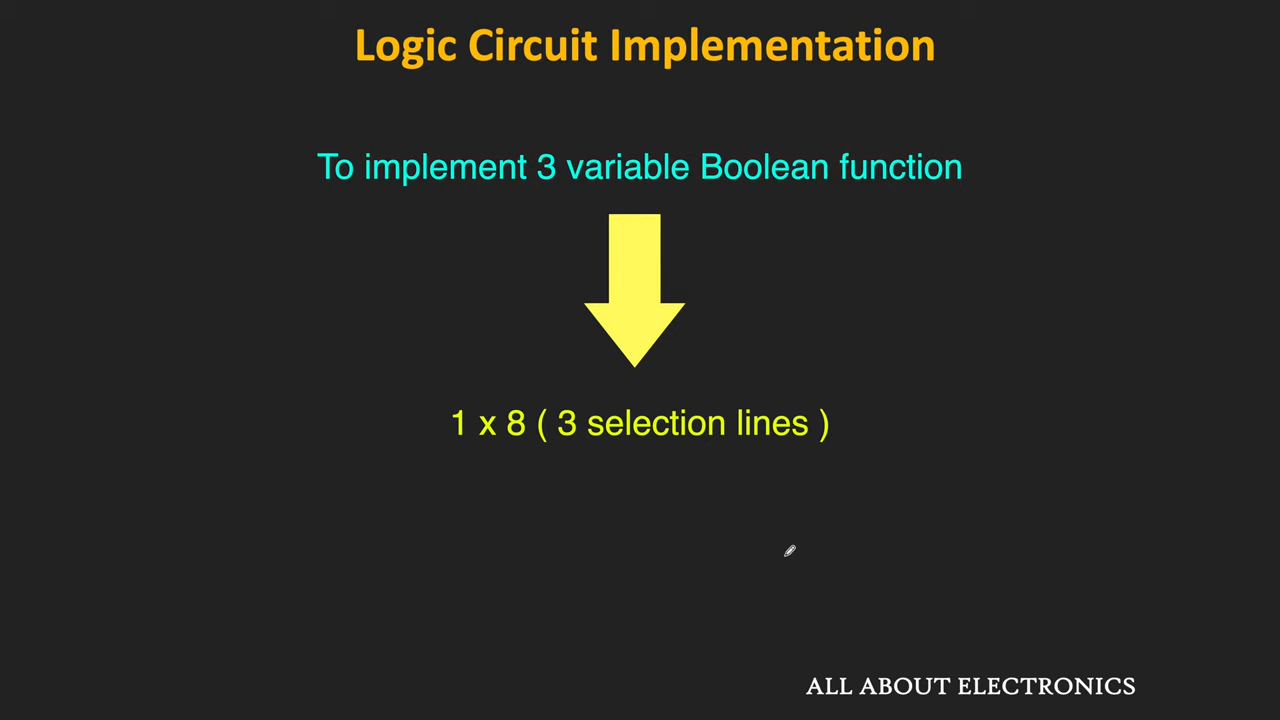 Logic Circuit Implementation
To implement 3 variable Boolean function
1 x 8 ( 3 selection lines )
ALL ABOUT ELECTRONICS